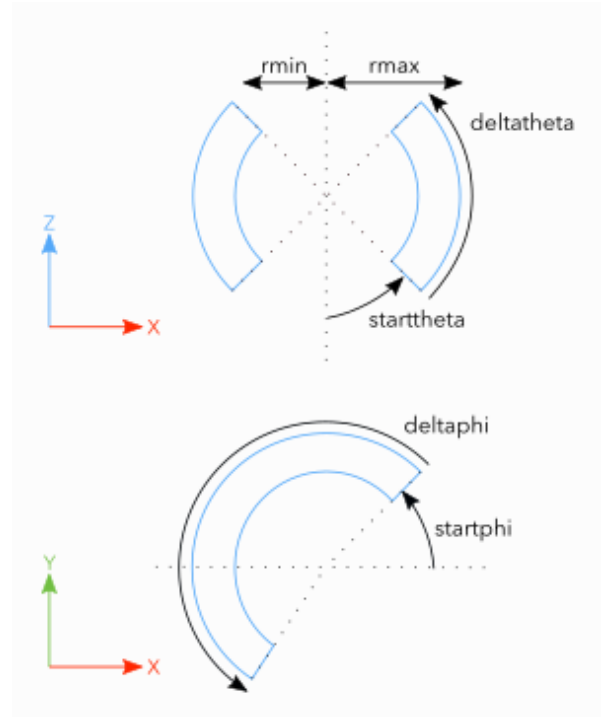 rmin
rmax
deltatheta
Z
X
starttheta
deltaphi
startphi
Y
X